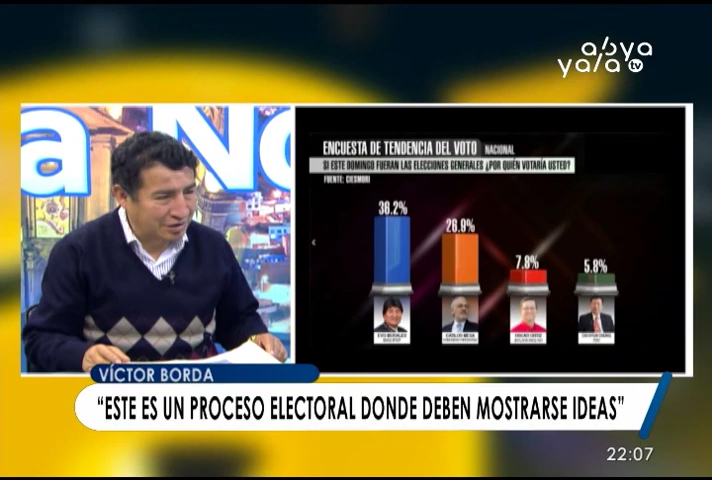 abya
yala tv
a No
ENCUESTA DE TENDENCIA DEL VOTO NACIONAL
SI ESTE DOMINGO FUERAN LAS ELECCIONES GENERALES ¿POR QUIÉN VOTARÍA USTED?
FUENTE: CIESMORI
36.2%
26.9%
7.8%
5.8%
VÍCTOR BORDA
“ESTE ES UN PROCESO ELECTORAL DONDE DEBEN MOSTRARSE IDEAS”
22:07